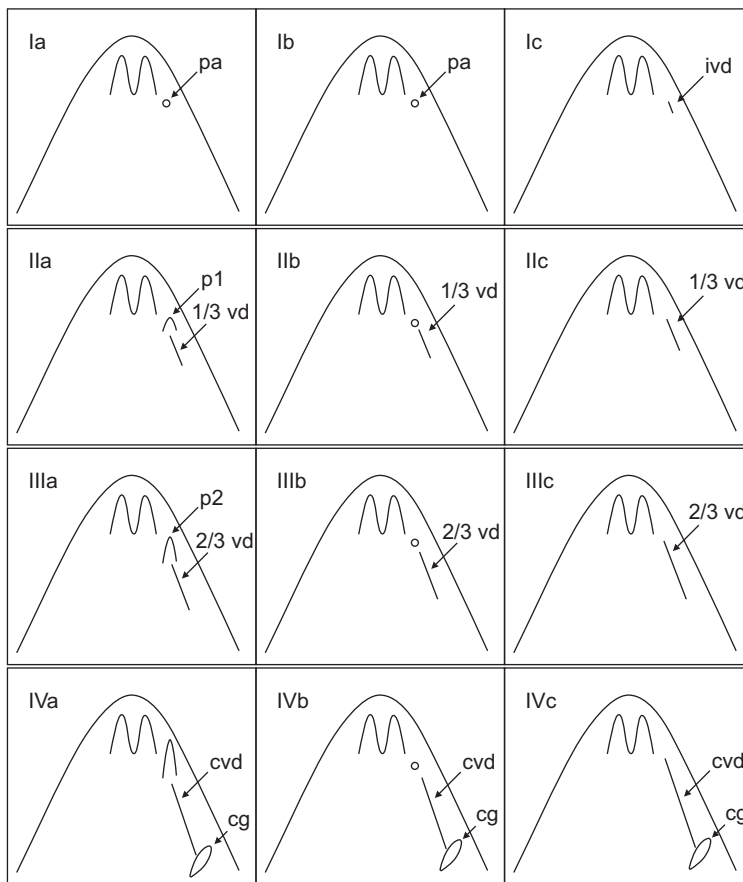 Ia
pa
Ib
pa
Ic
ivd
IIa
p1
1/3 vd
IIb
1/3 vd
IIc
1/3 vd
IIIa
p2
2/3 vd
IIIb
2/3 vd
IIIc
2/3 vd
IVa
cvd
cg
IVb
cvd
cg
IVc
cvd
cg